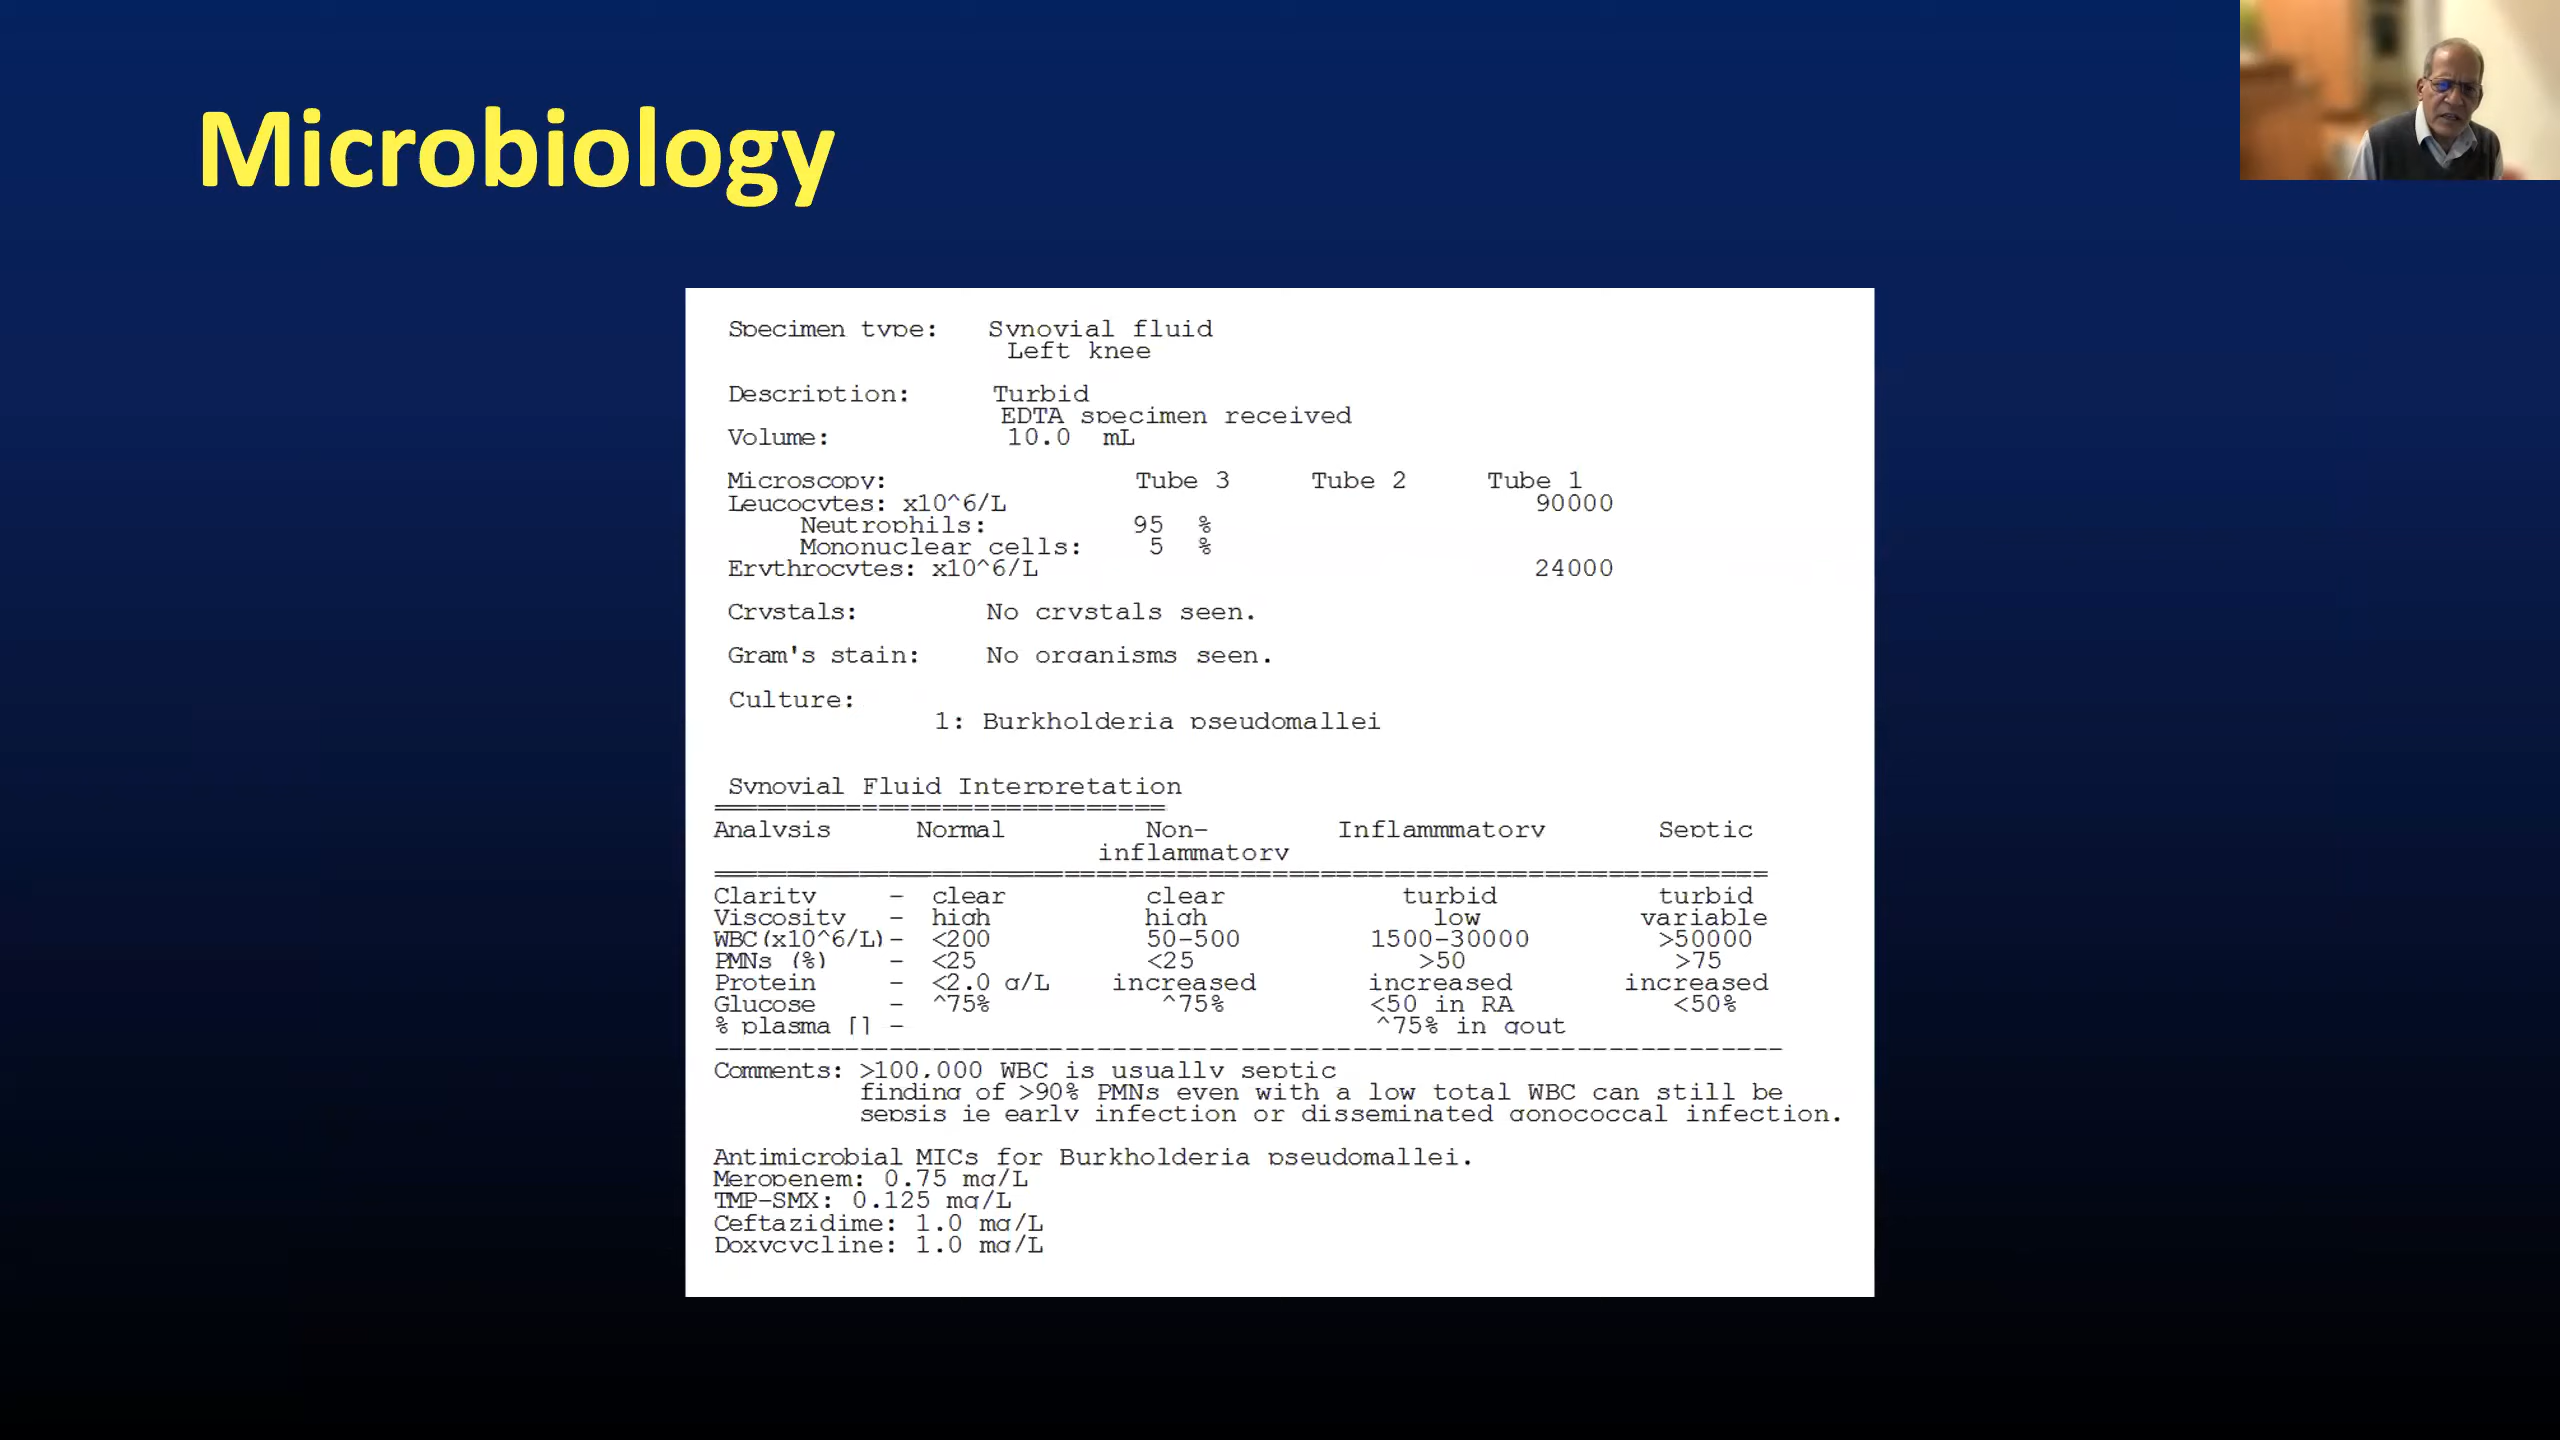 Microbiology
Specimen type: Synovial fluid
Left knee
Description: Turbid
EDTA specimen received
Volume: 10.0 mL
Microscopy: Tube 3 Tube 2 Tube 1
Leucocytes: x10^6/L 90000
Neutrophils: 95 %
Mononuclear cells: 5 %
Erythrocytes: x10^6/L 24000
Crystals: No crystals seen.
Gram's stain: No organisms seen.
Culture:
1: Burkholderia pseudomallei
Synovial Fluid Interpretation
============================
Analysis Normal Non- Inflammmatory Septic
inflammatory
==================================================================
Clarity - clear clear turbid turbid
Viscosity - high high low variable
WBC(x10^6/L)- <200 50-500 1500-30000 >50000
PMNs (%) - <25 <25 >50 >75
Protein - <2.0 g/L increased increased increased
Glucose - ^75% ^75% <50 in RA <50%
% plasma [] - ^75% in gout
-------------------------------------------------------------------
Comments: >100,000 WBC is usually septic
finding of >90% PMNs even with a low total WBC can still be
sepsis ie early infection or disseminated gonococcal infection.
Antimicrobial MICs for Burkholderia pseudomallei.
Meropenem: 0.75 mg/L
TMP-SMX: 0.125 mg/L
Ceftazidime: 1.0 mg/L
Doxycycline: 1.0 mg/L